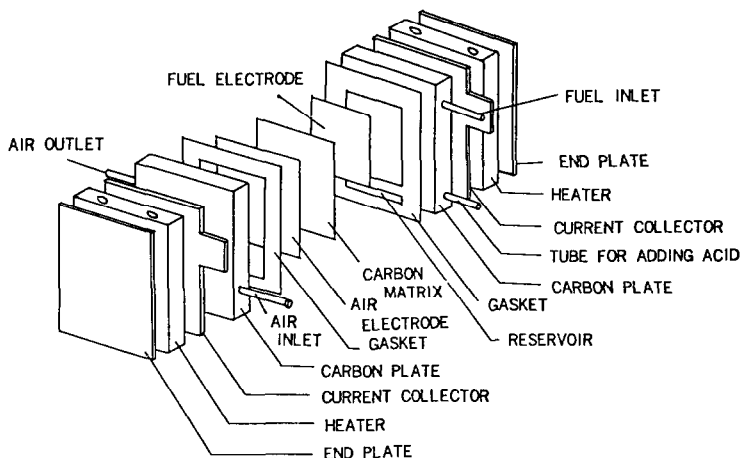 FUEL ELECTRODE
FUEL INLET
AIR OUTLET
END PLATE
HEATER
CURRENT COLLECTOR
TUBE FOR ADDING ACID
CARBON PLATE
GASKET
RESERVOIR
CARBON
MATRIX
AIR
ELECTRODE
GASKET
AIR
INLET
CARBON PLATE
CURRENT COLLECTOR
HEATER
END PLATE